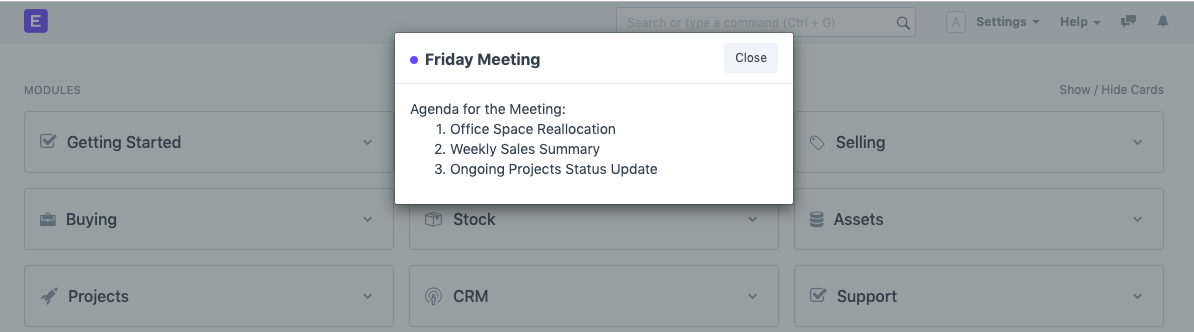 E
Search or type a command (Ctrl + G)
A Settings Help
Friday Meeting
Close
Agenda for the Meeting:
1. Office Space Reallocation
2. Weekly Sales Summary
3. Ongoing Projects Status Update
MODULES
Show / Hide Cards
Getting Started
Selling
Buying
Stock
Assets
Projects
CRM
Support